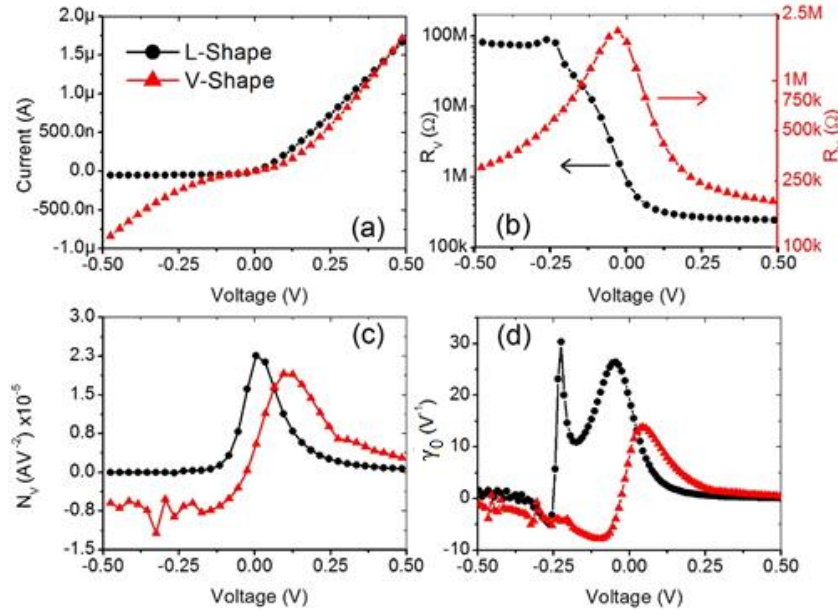 2.0µ
1.5µ
1.0µ
500.0n
0.0
-500.0n
-1.0µ
Current (A)
L-Shape
V-Shape
(a)
-0.50 -0.25 0.00 0.25 0.50
Voltage (V)
100M
10M
1M
100k
Rᵥ (Ω)
(b)
2.5M
1M
750k
500k
250k
100k
Rᵥ (Ω)
-0.50 -0.25 0.00 0.25 0.50
Voltage (V)
3.0
2.3
1.5
0.8
0.0
-0.8
-1.5
Nᵥ (AV⁻²) x10⁻⁵
(c)
-0.50 -0.25 0.00 0.25 0.50
Voltage (V)
30
20
10
0
-10
γ₀ (V⁻¹)
(d)
-0.50 -0.25 0.00 0.25 0.50
Voltage (V)